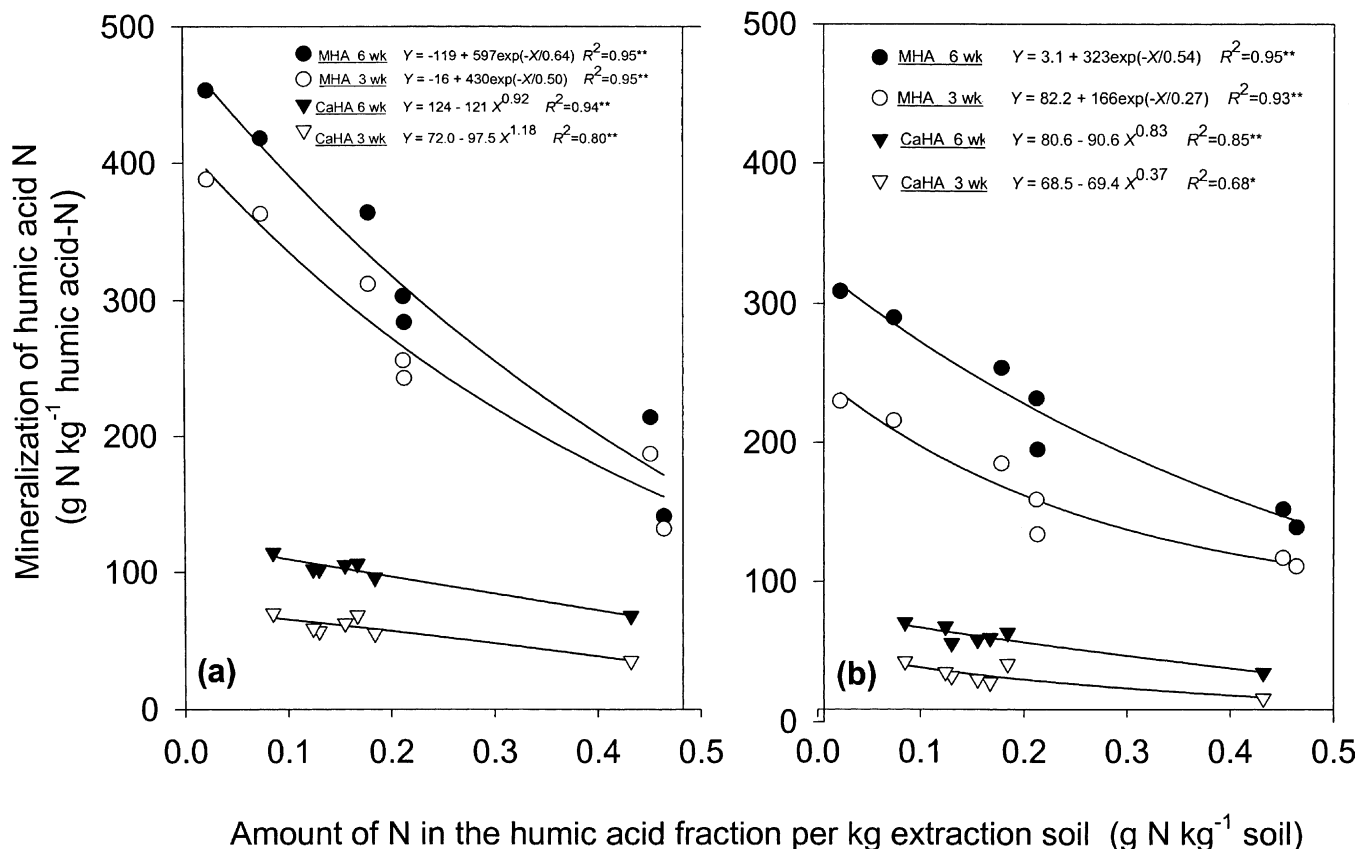 Mineralization of humic acid N
(g N kg⁻¹ humic acid-N)
500
400
300
200
100
0
MHA 6 wk Y = -119 + 597exp(-X/0.64) R²=0.95**
MHA 3 wk Y = -16 + 430exp(-X/0.50) R²=0.95**
CaHA 6 wk Y = 124 - 121 X^0.92 R²=0.94**
CaHA 3 wk Y = 72.0 - 97.5 X^1.18 R²=0.80**
(a)
0.0 0.1 0.2 0.3 0.4 0.5
500
400
300
200
100
0
MHA 6 wk Y = 3.1 + 323exp(-X/0.54) R²=0.95**
MHA 3 wk Y = 82.2 + 166exp(-X/0.27) R²=0.93**
CaHA 6 wk Y = 80.6 - 90.6 X^0.83 R²=0.85**
CaHA 3 wk Y = 68.5 - 69.4 X^0.37 R²=0.68*
(b)
0.0 0.1 0.2 0.3 0.4 0.5
Amount of N in the humic acid fraction per kg extraction soil (g N kg⁻¹ soil)